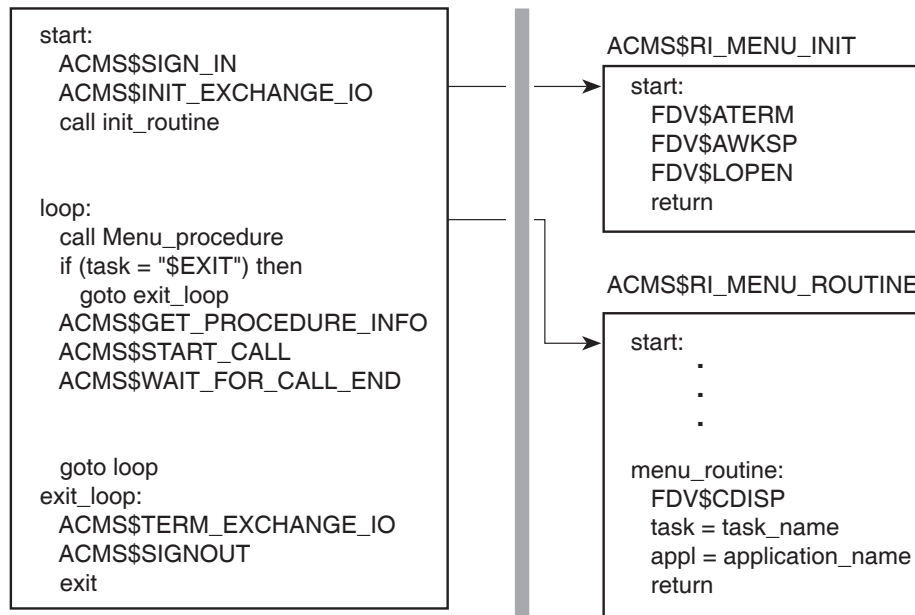 start:
ACMS$SIGN_IN
ACMS$INIT_EXCHANGE_IO
call init_routine
loop:
call Menu_procedure
if (task = "$EXIT") then
goto exit_loop
ACMS$GET_PROCEDURE_INFO
ACMS$START_CALL
ACMS$WAIT_FOR_CALL_END
goto loop
exit_loop:
ACMS$TERM_EXCHANGE_IO
ACMS$SIGNOUT
exit
ACMS$RI_MENU_INIT
start:
FDV$ATERM
FDV$AWKSP
FDV$LOPEN
return
ACMS$RI_MENU_ROUTINE
start:
.
.
.
menu_routine:
FDV$CDISP
task = task_name
appl = application_name
return